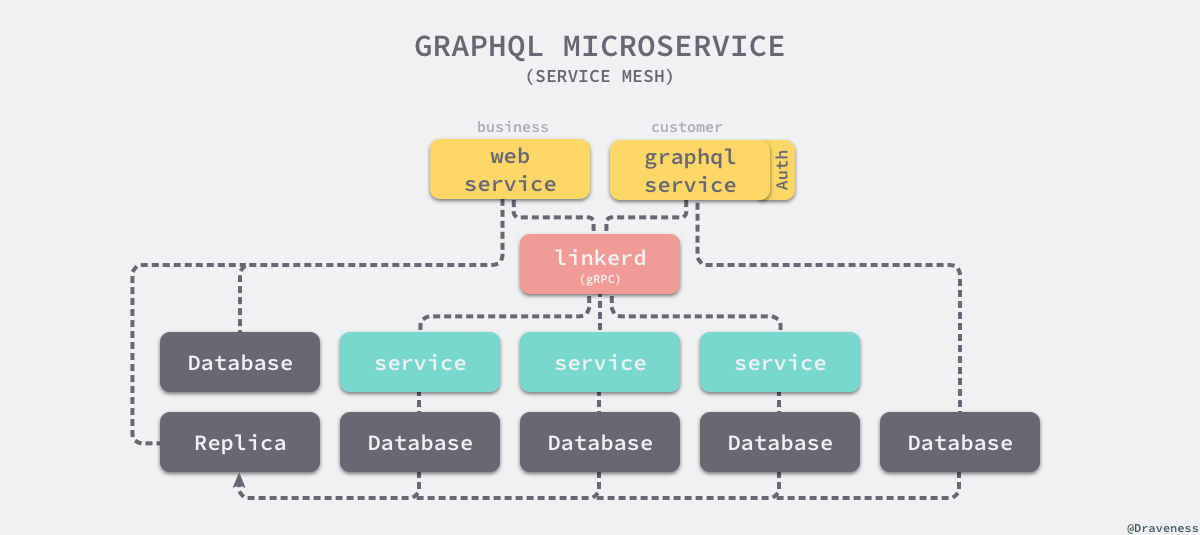 GRAPHQL MICROSERVICE
(SERVICE MESH)
business
customer
web
service
graphql
service
Auth
linkerd
(gRPC)
Database
service
service
service
Replica
Database
Database
Database
Database
@Draveness